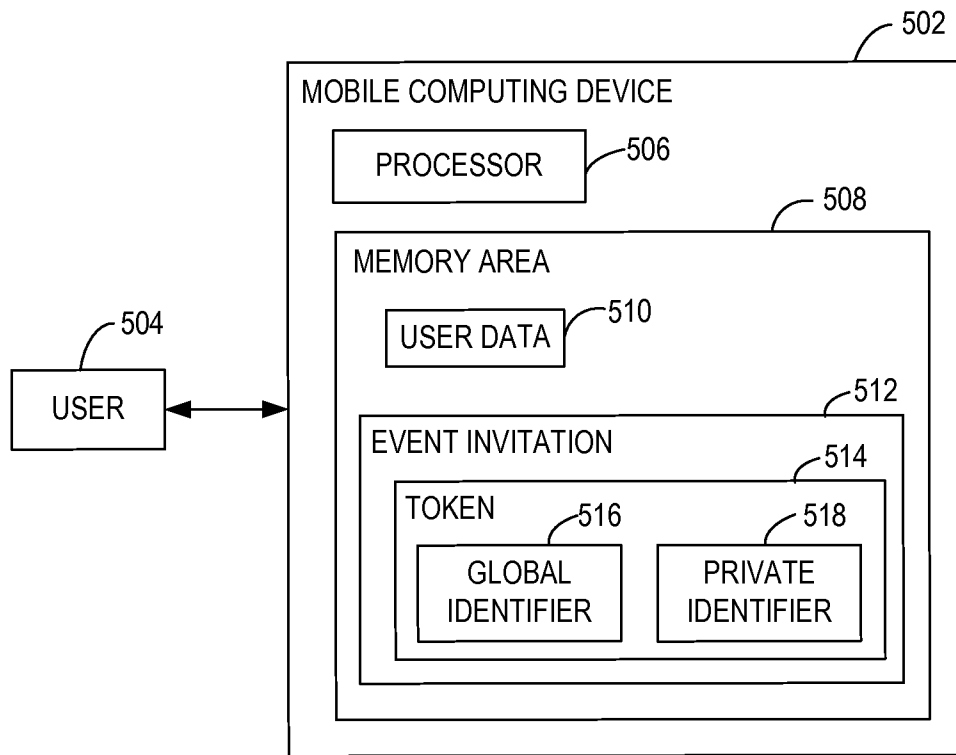 502
MOBILE COMPUTING DEVICE
PROCESSOR
506
508
MEMORY AREA
USER DATA
510
504
USER
512
EVENT INVITATION
514
TOKEN
516
518
GLOBAL
IDENTIFIER
PRIVATE
IDENTIFIER